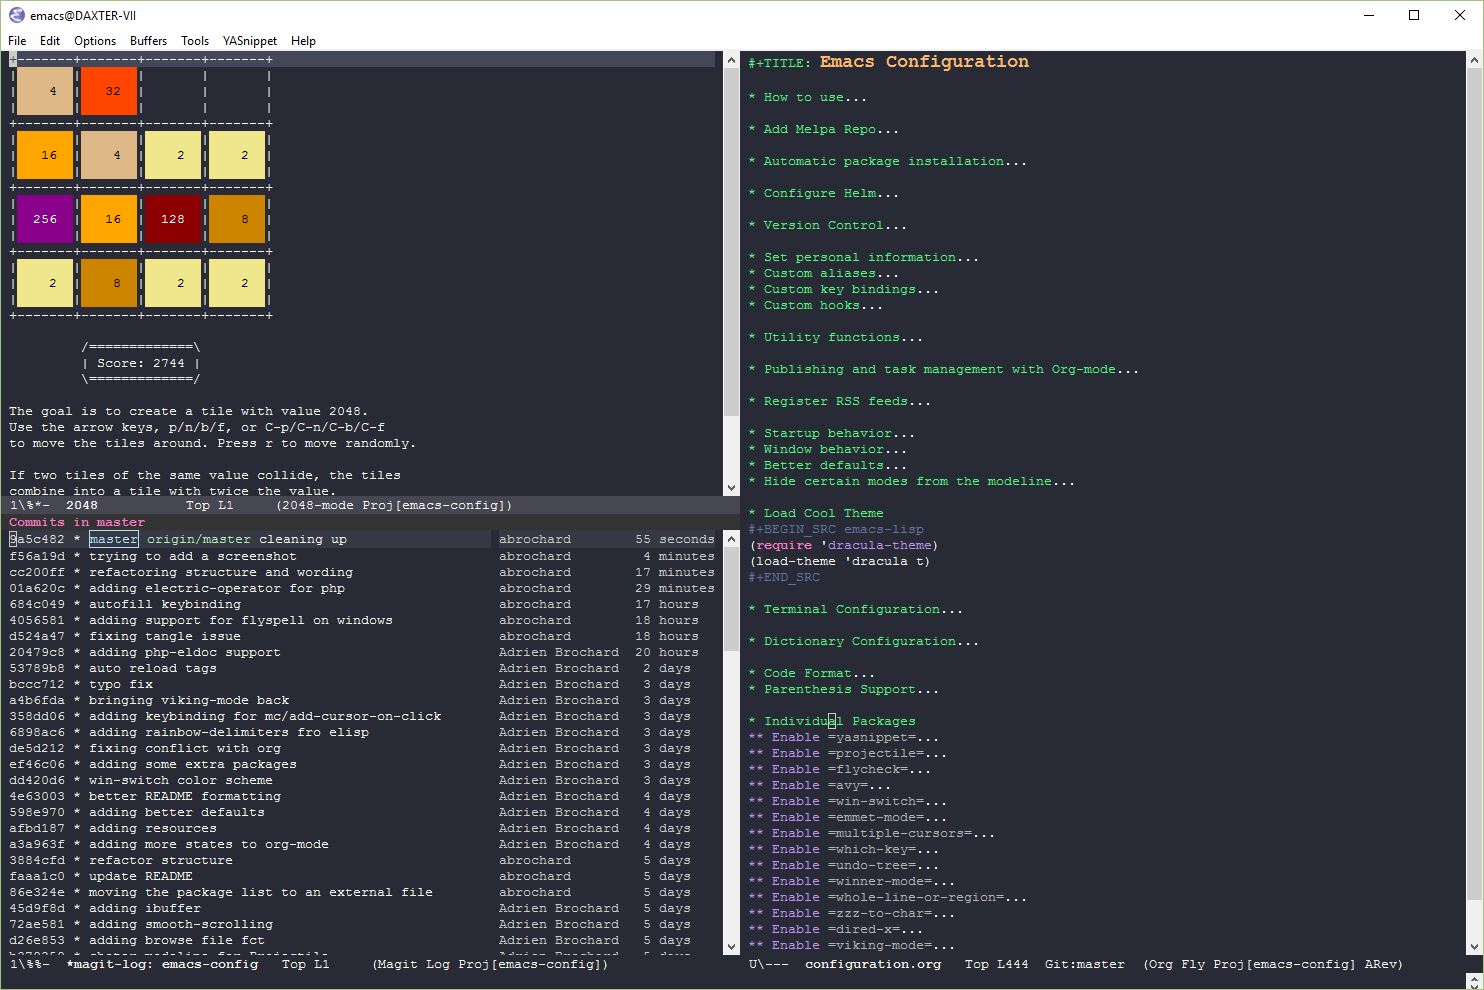 emacs@DAXTER-VII
File Edit Options Buffers Tools YASnippet Help
+-------+-------+-------+-------+
4 32
+-------+-------+-------+-------+
16 4 2 2
+-------+-------+-------+-------+
256 16 128 8
+-------+-------+-------+-------+
2 8 2 2
+-------+-------+-------+-------+
/=============\
| Score: 2744 |
\=============/
The goal is to create a tile with value 2048.
Use the arrow keys, p/n/b/f, or C-p/C-n/C-b/C-f
to move the tiles around. Press r to move randomly.
If two tiles of the same value collide, the tiles
combine into a tile with twice the value.
1\%*-  2048 Top L1 (2048-mode Proj[emacs-config])
Commits in master
9a5c482 * master origin/master cleaning up abrochard 55 seconds
f56a19d * trying to add a screenshot abrochard 4 minutes
cc200ff * refactoring structure and wording abrochard 17 minutes
01a620c * adding electric-operator for php abrochard 29 minutes
684c049 * autofill keybinding abrochard 17 hours
4056581 * adding support for flyspell on windows abrochard 18 hours
d524a47 * fixing tangle issue abrochard 18 hours
20479c8 * adding php-eldoc support Adrien Brochard 20 hours
53789b8 * auto reload tags Adrien Brochard 2 days
bccc712 * typo fix Adrien Brochard 3 days
a4b6fda * bringing viking-mode back Adrien Brochard 3 days
358dd06 * adding keybinding for mc/add-cursor-on-click Adrien Brochard 3 days
6898ac6 * adding rainbow-delimiters fro elisp Adrien Brochard 3 days
de5d212 * fixing conflict with org Adrien Brochard 3 days
ef46c06 * adding some extra packages Adrien Brochard 3 days
dd420d6 * win-switch color scheme Adrien Brochard 3 days
4e63003 * better README formatting Adrien Brochard 4 days
598e970 * adding better defaults Adrien Brochard 4 days
afbd187 * adding resources Adrien Brochard 4 days
a3a963f * adding more states to org-mode Adrien Brochard 4 days
3884cfd * refactor structure abrochard 5 days
faaa1c0 * update README abrochard 5 days
86e324e * moving the package list to an external file abrochard 5 days
45d9f8d * adding ibuffer Adrien Brochard 5 days
72ae581 * adding smooth-scrolling Adrien Brochard 5 days
d26e853 * adding browse file fct Adrien Brochard 5 days
1\%%-  *magit-log: emacs-config Top L1 (Magit Log Proj[emacs-config])
#+TITLE: Emacs Configuration
* How to use...
* Add Melpa Repo...
* Automatic package installation...
* Configure Helm...
* Version Control...
* Set personal information...
* Custom aliases...
* Custom key bindings...
* Custom hooks...
* Utility functions...
* Publishing and task management with Org-mode...
* Register RSS feeds...
* Startup behavior...
* Window behavior...
* Better defaults...
* Hide certain modes from the modeline...
* Load Cool Theme
#+BEGIN_SRC emacs-lisp
(require 'dracula-theme)
(load-theme 'dracula t)
#+END_SRC
* Terminal Configuration...
* Dictionary Configuration...
* Code Format...
* Parenthesis Support...
* Individual Packages
** Enable =yasnippet=...
** Enable =projectile=...
** Enable =flycheck=...
** Enable =avy=...
** Enable =win-switch=...
** Enable =emmet-mode=...
** Enable =multiple-cursors=...
** Enable =which-key=...
** Enable =undo-tree=...
** Enable =winner-mode=...
** Enable =whole-line-or-region=...
** Enable =zzz-to-char=...
** Enable =dired-x=...
** Enable =viking-mode=...
U\---  configuration.org Top L444 Git:master (Org Fly Proj[emacs-config] ARev)